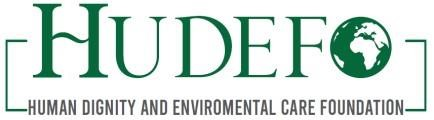 HUDEFO
HUMAN DIGNITY AND ENVIROMENTAL CARE FOUNDATION